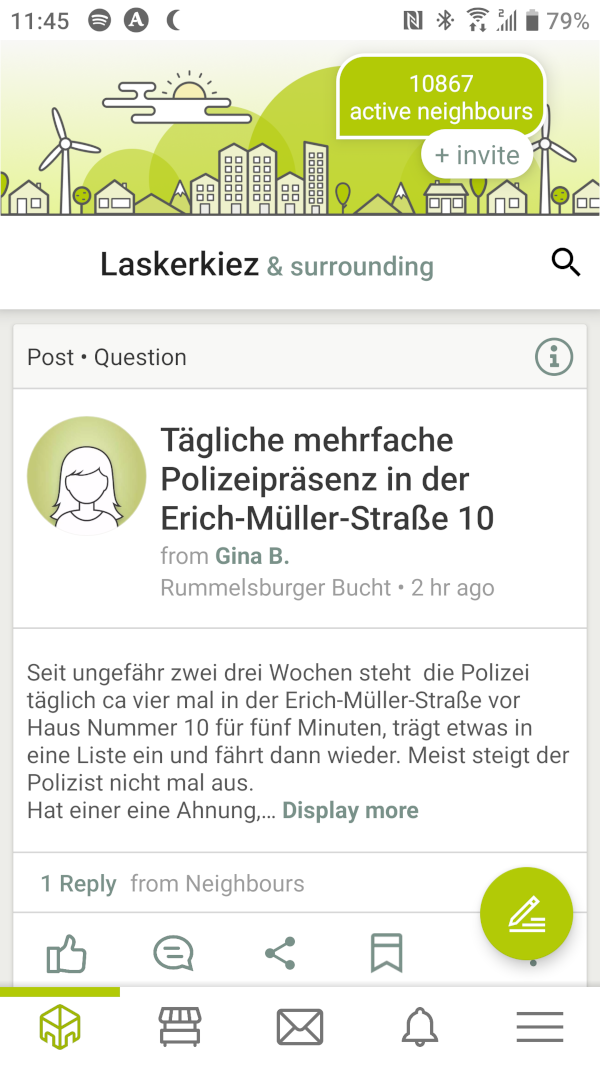 11:45
2
79%
10867
active neighbours
+ invite
Laskerkiez & surrounding
Post • Question
Tägliche mehrfache
Polizeipräsenz in der
Erich-Müller-Straße 10
from Gina B.
Rummelsburger Bucht • 2 hr ago
Seit ungefähr zwei drei Wochen steht  die Polizei
täglich ca vier mal in der Erich-Müller-Straße vor
Haus Nummer 10 für fünf Minuten, trägt etwas in
eine Liste ein und fährt dann wieder. Meist steigt der
Polizist nicht mal aus.
Hat einer eine Ahnung,... Display more
1 Reply from Neighbours